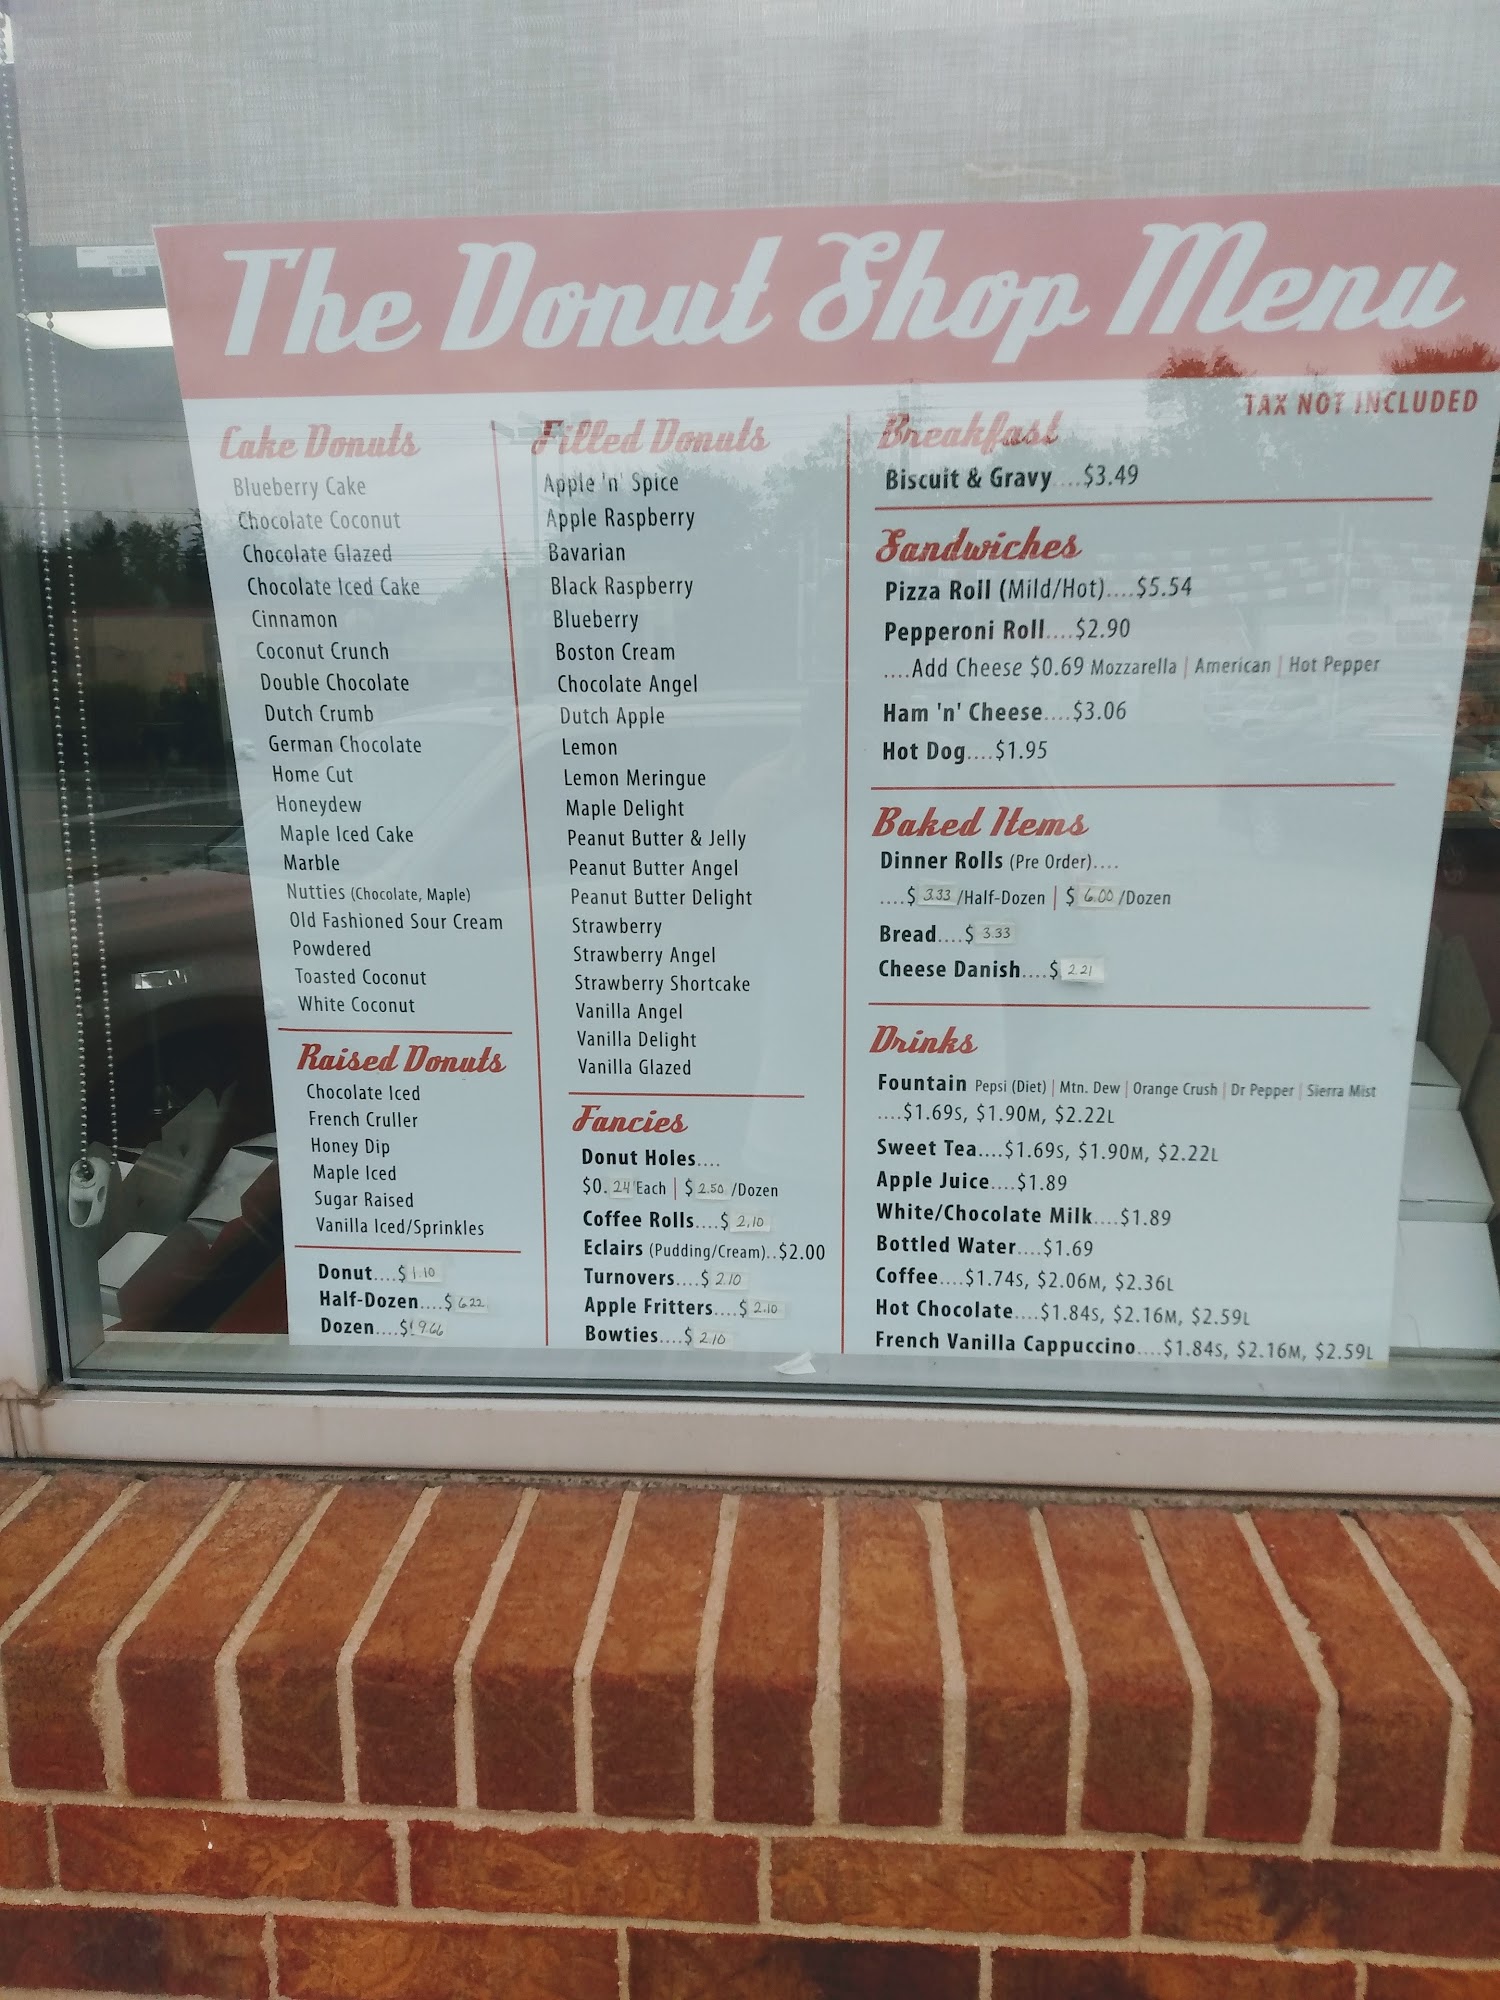 The Donut Shop Menu
TAX NOT INCLUDED
Cake Donuts
Blueberry Cake
Chocolate Coconut
Chocolate Glazed
Chocolate Iced Cake
Cinnamon
Coconut Crunch
Double Chocolate
Dutch Crumb
German Chocolate
Home Cut
Honeydew
Maple Iced Cake
Marble
Nutties (Chocolate, Maple)
Old Fashioned Sour Cream
Powdered
Toasted Coconut
White Coconut
Raised Donuts
Chocolate Iced
French Cruller
Honey Dip
Maple Iced
Sugar Raised
Vanilla Iced/Sprinkles
Donut....$ 1.10
Half-Dozen....$ 6.22
Dozen....$ 9.66
Filled Donuts
Apple 'n' Spice
Apple Raspberry
Bavarian
Black Raspberry
Blueberry
Boston Cream
Chocolate Angel
Dutch Apple
Lemon
Lemon Meringue
Maple Delight
Peanut Butter & Jelly
Peanut Butter Angel
Peanut Butter Delight
Strawberry
Strawberry Angel
Strawberry Shortcake
Vanilla Angel
Vanilla Delight
Vanilla Glazed
Fancies
Donut Holes....
$0. 24 Each | $ 2.50 /Dozen
Coffee Rolls....$ 2.10
Eclairs (Pudding/Cream)..$2.00
Turnovers....$ 2.10
Apple Fritters....$ 2.10
Bowties....$ 2.10
Breakfast
Biscuit & Gravy....$3.49
Sandwiches
Pizza Roll (Mild/Hot)....$5.54
Pepperoni Roll....$2.90
....Add Cheese $0.69 Mozzarella | American | Hot Pepper
Ham 'n' Cheese....$3.06
Hot Dog....$1.95
Baked Items
Dinner Rolls (Pre Order)....
....$ 3.33 /Half-Dozen | $ 6.00 /Dozen
Bread....$ 3.33
Cheese Danish....$ 2.21
Drinks
Fountain Pepsi (Diet) | Mtn. Dew | Orange Crush | Dr Pepper | Sierra Mist
....$1.69S, $1.90M, $2.22L
Sweet Tea....$1.69S, $1.90M, $2.22L
Apple Juice....$1.89
White/Chocolate Milk....$1.89
Bottled Water....$1.69
Coffee....$1.74S, $2.06M, $2.36L
Hot Chocolate....$1.84S, $2.16M, $2.59L
French Vanilla Cappuccino....$1.84S, $2.16M, $2.59L